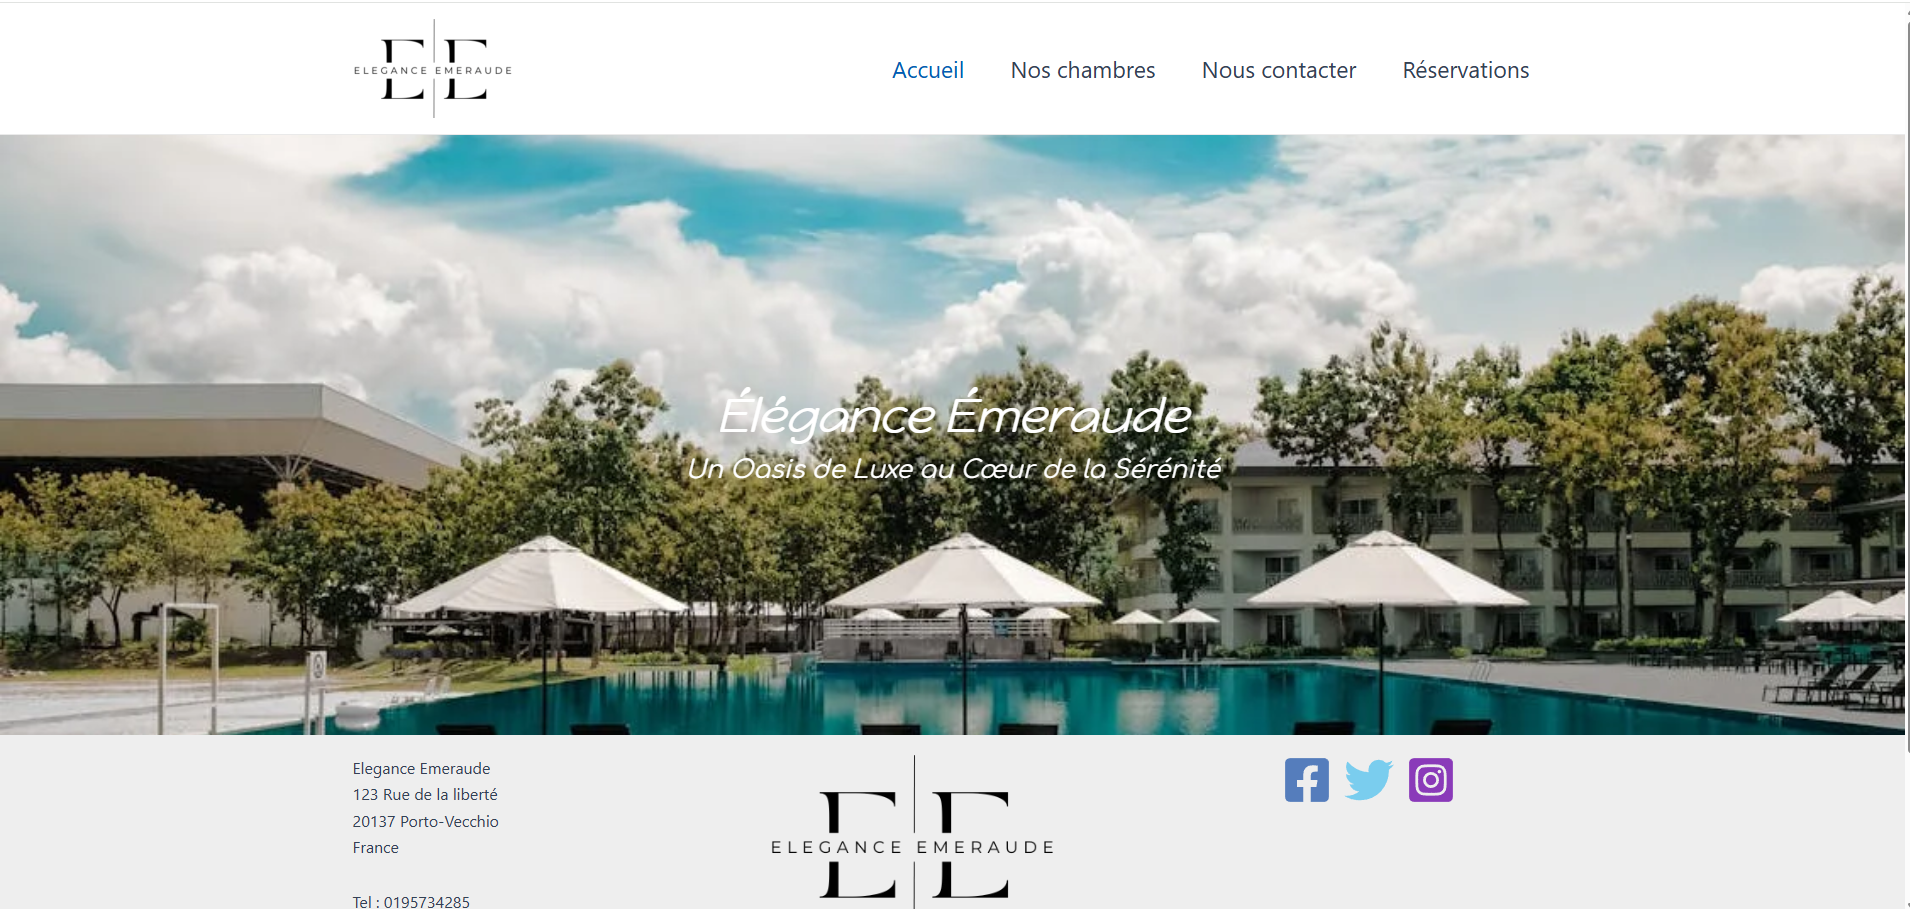 ELEGANCE EMERAUDE
Accueil
Nos chambres
Nous contacter
Réservations
Élégance Émeraude
Un Oasis de Luxe au Cœur de la Sérénité
Elegance Emeraude
123 Rue de la liberté
20137 Porto-Vecchio
France
Tel : 0195734285
EE
ELEGANCE EMERAUDE